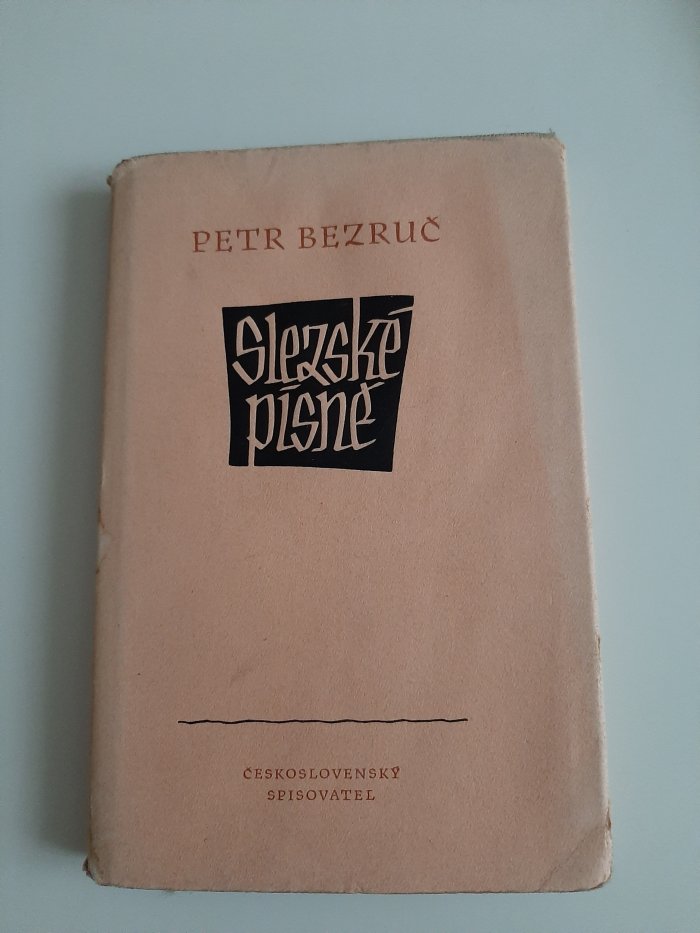 PETR BEZRUČ
Slezské
písně
ČESKOSLOVENSKÝ
SPISOVATEL